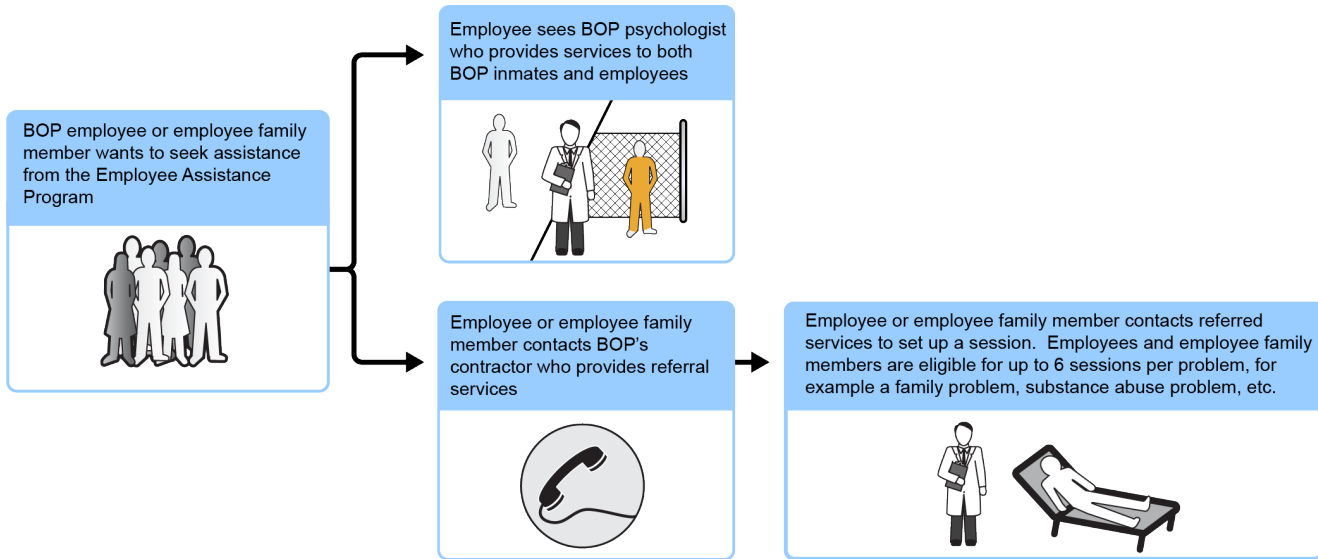 BOP employee or employee family
member wants to seek assistance
from the Employee Assistance
Program
Employee sees BOP psychologist
who provides services to both
BOP inmates and employees
Employee or employee family
member contacts BOP’s
contractor who provides referral
services
Employee or employee family member contacts referred
services to set up a session.  Employees and employee family
members are eligible for up to 6 sessions per problem, for
example a family problem, substance abuse problem, etc.